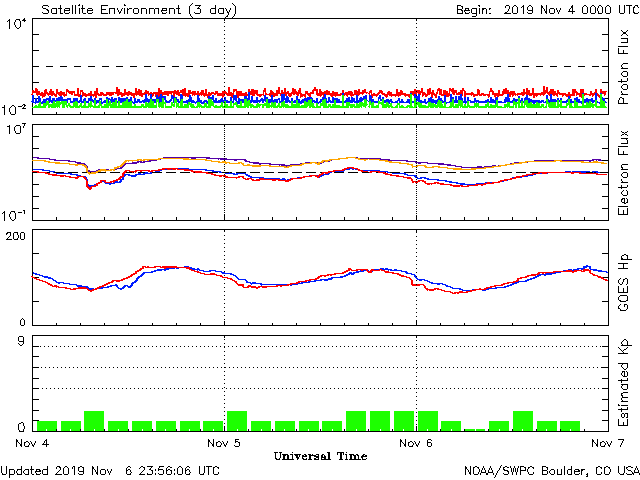 Satellite Environment (3 day) Begin: 2019 Nov 4 0000 UTC
10^4
10^-2
Proton Flux
10^7
10^-1
Electron Flux
200
0
GOES Hp
9
0
Estimated Kp
Nov 4 Nov 5 Nov 6 Nov 7
Universal Time
Updated 2019 Nov 6 23:56:06 UTC NOAA/SWPC Boulder, CO USA